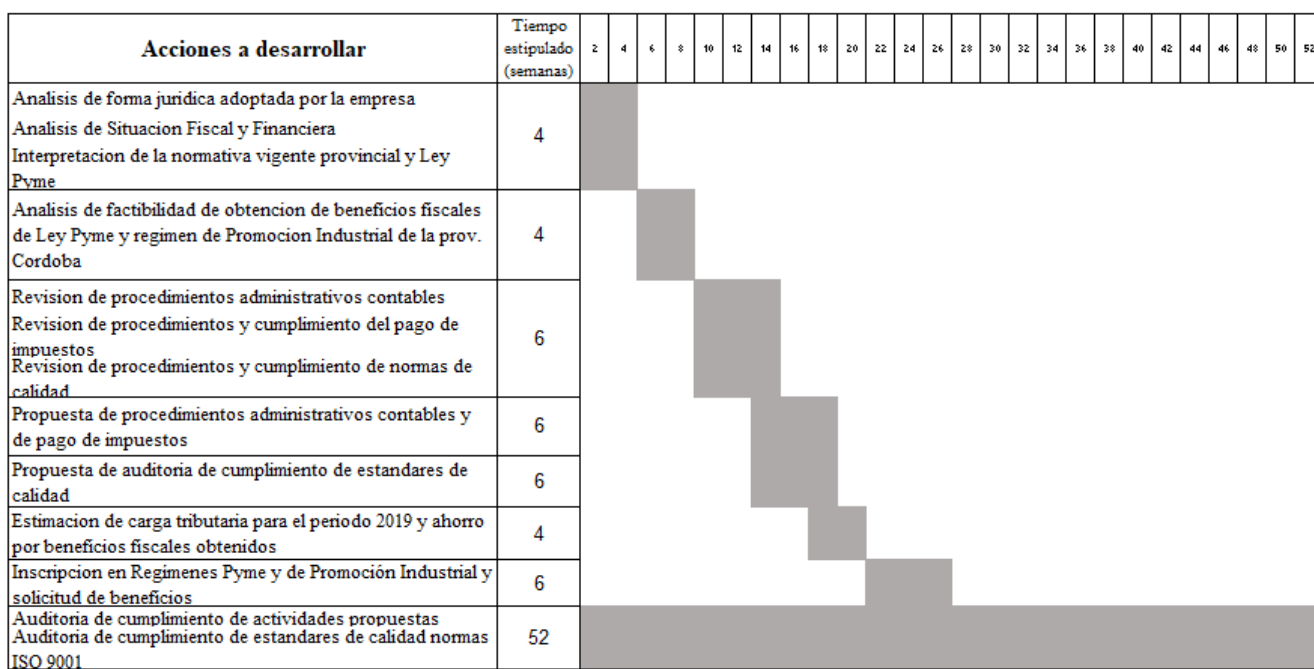 Acciones a desarrollar
Tiempo
estipulado
(semanas)
2 4 6 8 10 12 14 16 18 20 22 24 26 28 30 32 34 36 38 40 42 44 46 48 50 52
Analisis de forma juridica adoptada por la empresa
Analisis de Situacion Fiscal y Financiera
Interpretacion de la normativa vigente provincial y Ley
Pyme
4
Analisis de factibilidad de obtencion de beneficios fiscales
de Ley Pyme y regimen de Promocion Industrial de la prov.
Cordoba
4
Revision de procedimientos administrativos contables
Revision de procedimientos y cumplimiento del pago de
impuestos
Revision de procedimientos y cumplimiento de normas de
calidad
6
Propuesta de procedimientos administrativos contables y
de pago de impuestos
6
Propuesta de auditoria de cumplimiento de estandares de
calidad
6
Estimacion de carga tributaria para el periodo 2019 y ahorro
por beneficios fiscales obtenidos
4
Inscripcion en Regimenes Pyme y de Promoción Industrial y
solicitud de beneficios
6
Auditoria de cumplimiento de actividades propuestas
Auditoria de cumplimiento de estandares de calidad normas
ISO 9001
52